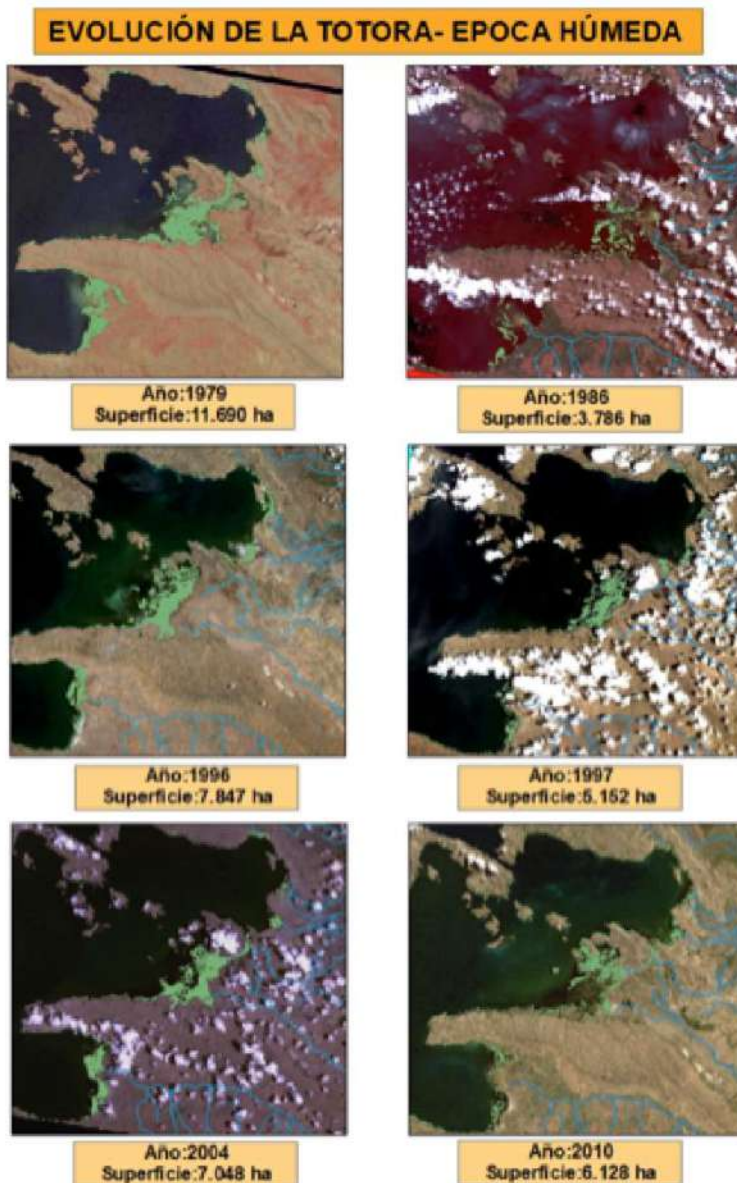 EVOLUCIÓN DE LA TOTORA- EPOCA HÚMEDA
Año:1979
Superficie:11.690 ha
Año:1986
Superficie:3.786 ha
Año:1996
Superficie:7.847 ha
Año:1997
Superficie:5.152 ha
Año:2004
Superficie:7.048 ha
Año:2010
Superficie:6.128 ha